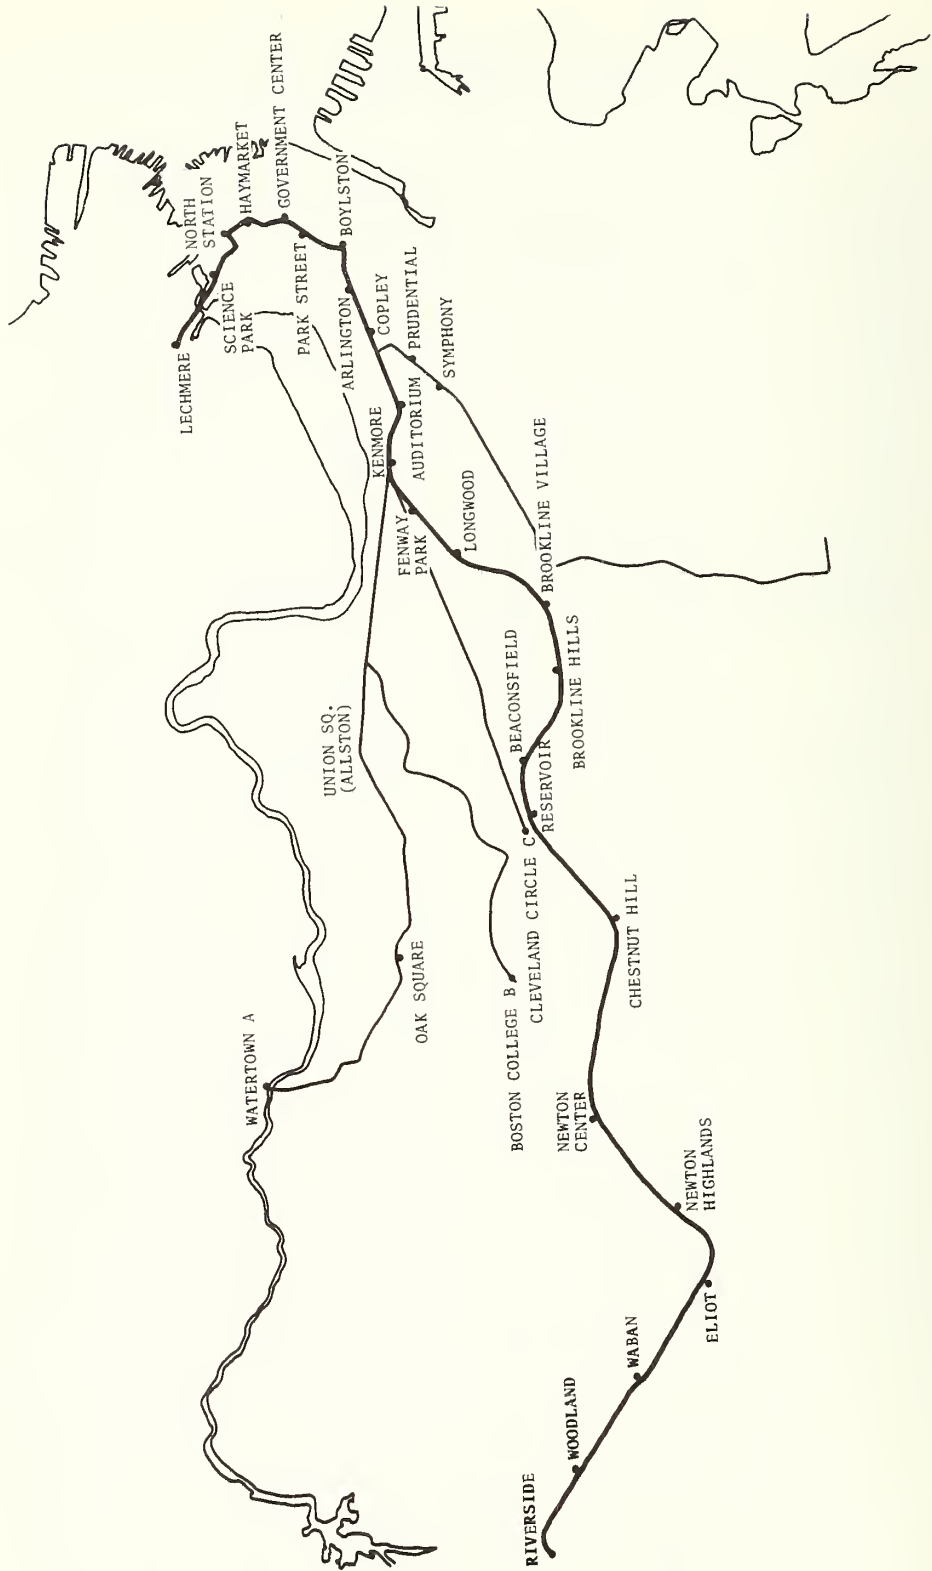 LECHMERE
SCIENCE
PARK
NORTH
STATION
HAYMARKET
GOVERNMENT CENTER
PARK STREET
BOYLSTON
ARLINGTON
COPLEY
PRUDENTIAL
SYMPHONY
AUDITORIUM
KENMORE
FENWAY
PARK
LONGWOOD
BROOKLINE VILLAGE
BROOKLINE HILLS
BEACONSFIELD
RESERVOIR
CLEVELAND CIRCLE C
UNION SQ.
(ALLSTON)
OAK SQUARE
WATERTOWN A
BOSTON COLLEGE B
CHESTNUT HILL
NEWTON
CENTER
NEWTON
HIGHLANDS
ELIOT
WABAN
WOODLAND
RIVERSIDE